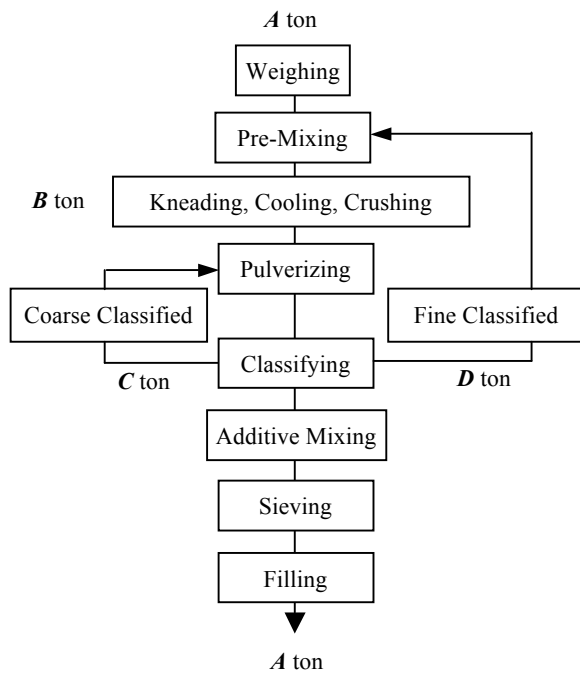 A ton
Weighing
Pre-Mixing
B ton
Kneading, Cooling, Crushing
Pulverizing
Coarse Classified
Fine Classified
Classifying
C ton
D ton
Additive Mixing
Sieving
Filling
A ton